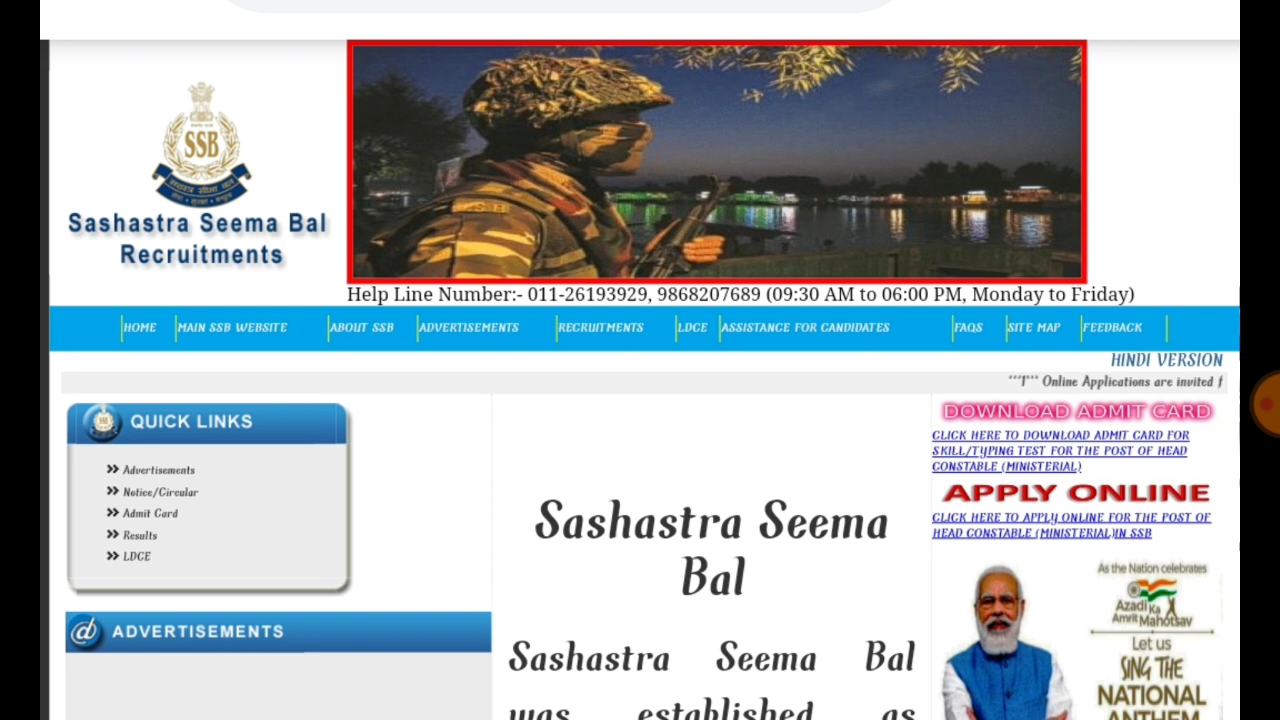 SSB
Sashastra Seema Bal
Recruitments
Help Line Number:- 011-26193929, 9868207689 (09:30 AM to 06:00 PM, Monday to Friday)
HOME MAIN SSB WEBSITE ABOUT SSB ADVERTISEMENTS RECRUITMENTS LDCE ASSISTANCE FOR CANDIDATES FAQS SITE MAP FEEDBACK
HINDI VERSION
Online Applications are invited f
QUICK LINKS
Advertisements
Notice/Circular
Admit Card
Results
LDCE
ADVERTISEMENTS
Sashastra Seema
Bal
Sashastra Seema Bal
was established as
DOWNLOAD ADMIT CARD
CLICK HERE TO DOWNLOAD ADMIT CARD FOR
SKILL/TYPING TEST FOR THE POST OF HEAD
CONSTABLE (MINISTERIAL)
APPLY ONLINE
CLICK HERE TO APPLY ONLINE FOR THE POST OF
HEAD CONSTABLE (MINISTERIAL)IN SSB
As the Nation celebrates
Azadi Ka
Amrit Mahotsav
Let us
SING THE
NATIONAL
ANTHEM